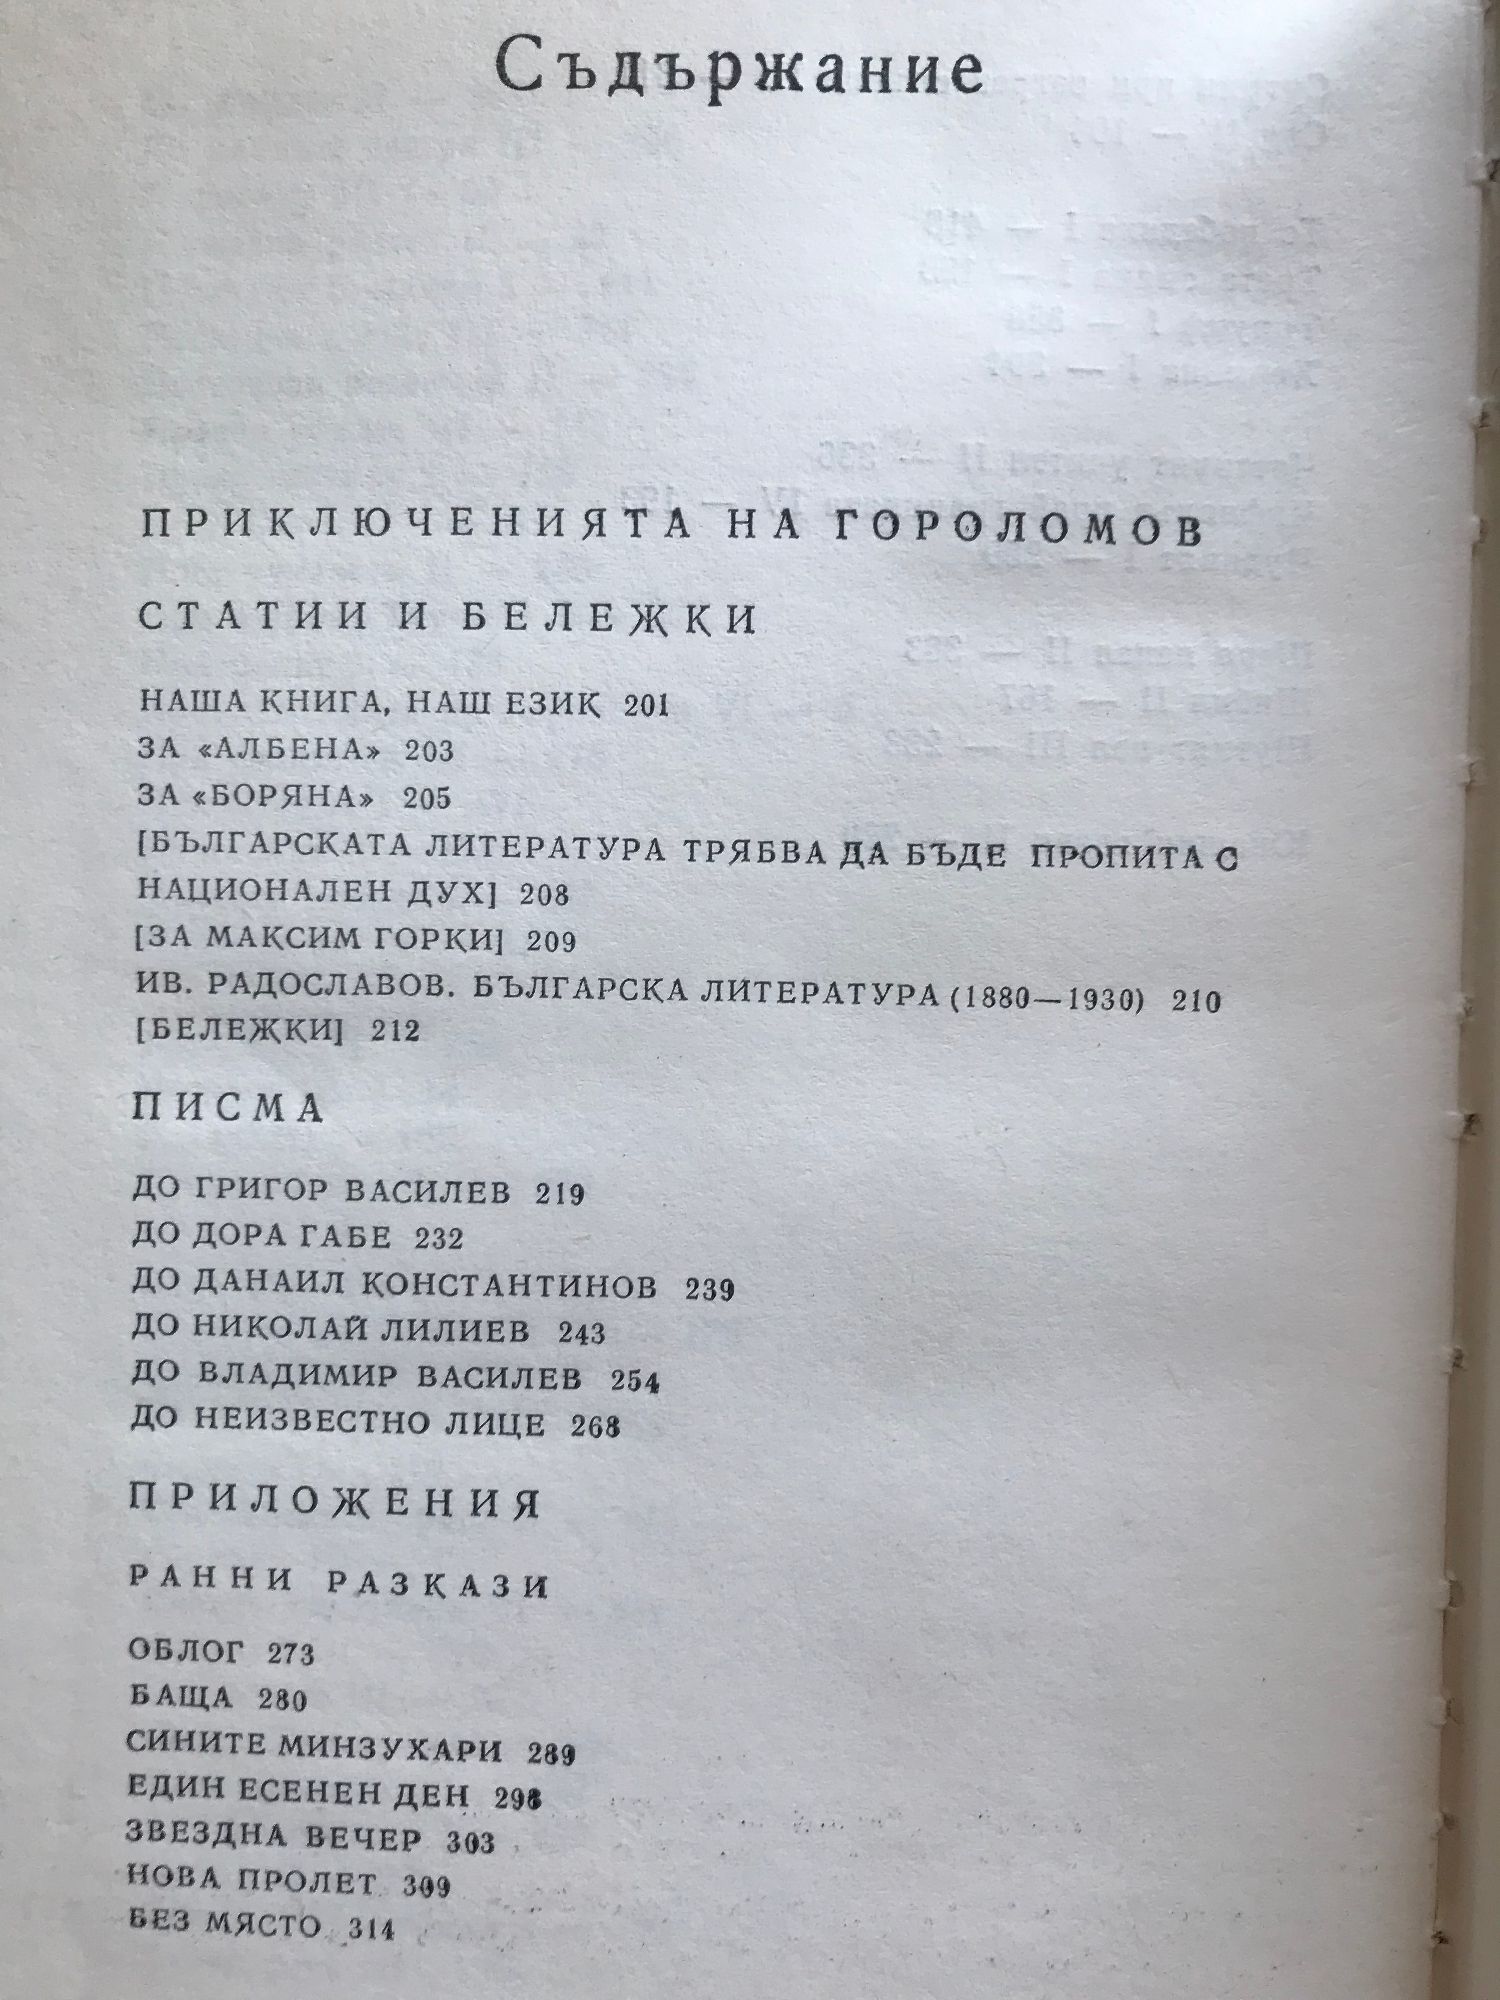 Съдържание
ПРИКЛЮЧЕНИЯТА НА ГОРОЛОМОВ
СТАТИИ И БЕЛЕЖКИ
НАША КНИГА, НАШ ЕЗИК 201
ЗА «АЛБЕНА» 203
ЗА «БОРЯНА» 205
[БЪЛГАРСКАТА ЛИТЕРАТУРА ТРЯБВА ДА БЪДЕ ПРОПИТА С
НАЦИОНАЛЕН ДУХ] 208
[ЗА МАКСИМ ГОРКИ] 209
ИВ. РАДОСЛАВОВ. БЪЛГАРСКА ЛИТЕРАТУРА (1880—1930) 210
[БЕЛЕЖКИ] 212
ПИСМА
ДО ГРИГОР ВАСИЛЕВ 219
ДО ДОРА ГАБЕ 232
ДО ДАНАИЛ КОНСТАНТИНОВ 239
ДО НИКОЛАЙ ЛИЛИЕВ 243
ДО ВЛАДИМИР ВАСИЛЕВ 254
ДО НЕИЗВЕСТНО ЛИЦЕ 268
ПРИЛОЖЕНИЯ
РАННИ РАЗКАЗИ
ОБЛОГ 273
БАЩА 280
СИНИТЕ МИНЗУХАРИ 289
ЕДИН ЕСЕНЕН ДЕН 298
ЗВЕЗДНА ВЕЧЕР 303
НОВА ПРОЛЕТ 309
БЕЗ МЯСТО 314